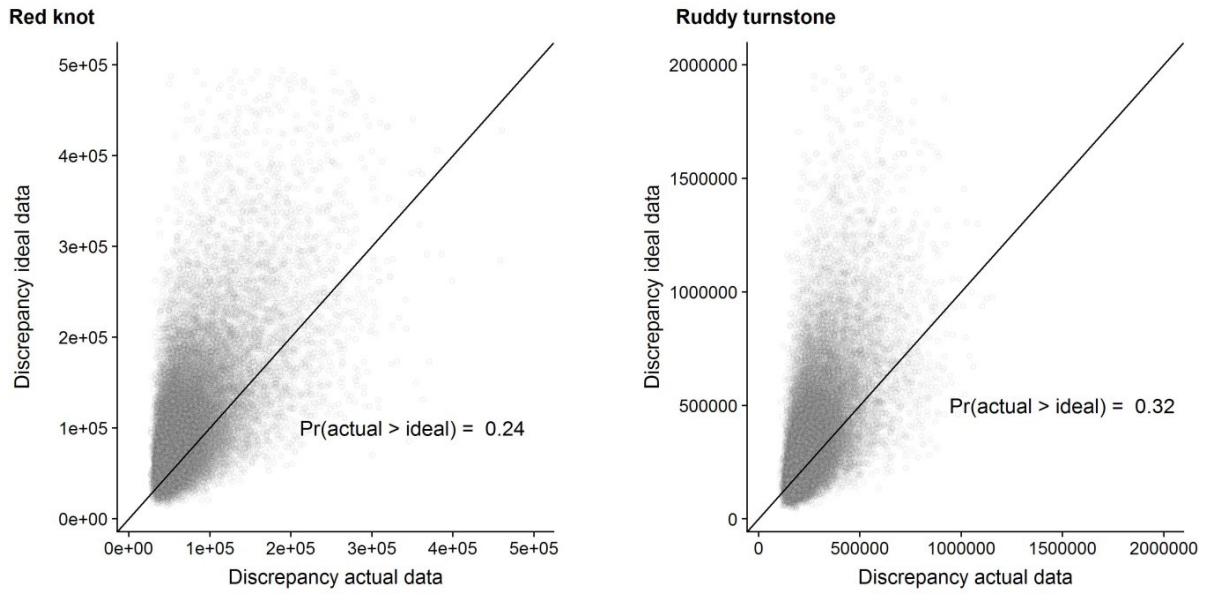 Red knot
5e+05
4e+05
3e+05
2e+05
1e+05
0e+00
Discrepancy ideal data
Pr(actual > ideal) = 0.24
0e+00 1e+05 2e+05 3e+05 4e+05 5e+05
Discrepancy actual data
Ruddy turnstone
2000000
1500000
1000000
500000
0
Discrepancy ideal data
Pr(actual > ideal) = 0.32
0 500000 1000000 1500000 2000000
Discrepancy actual data